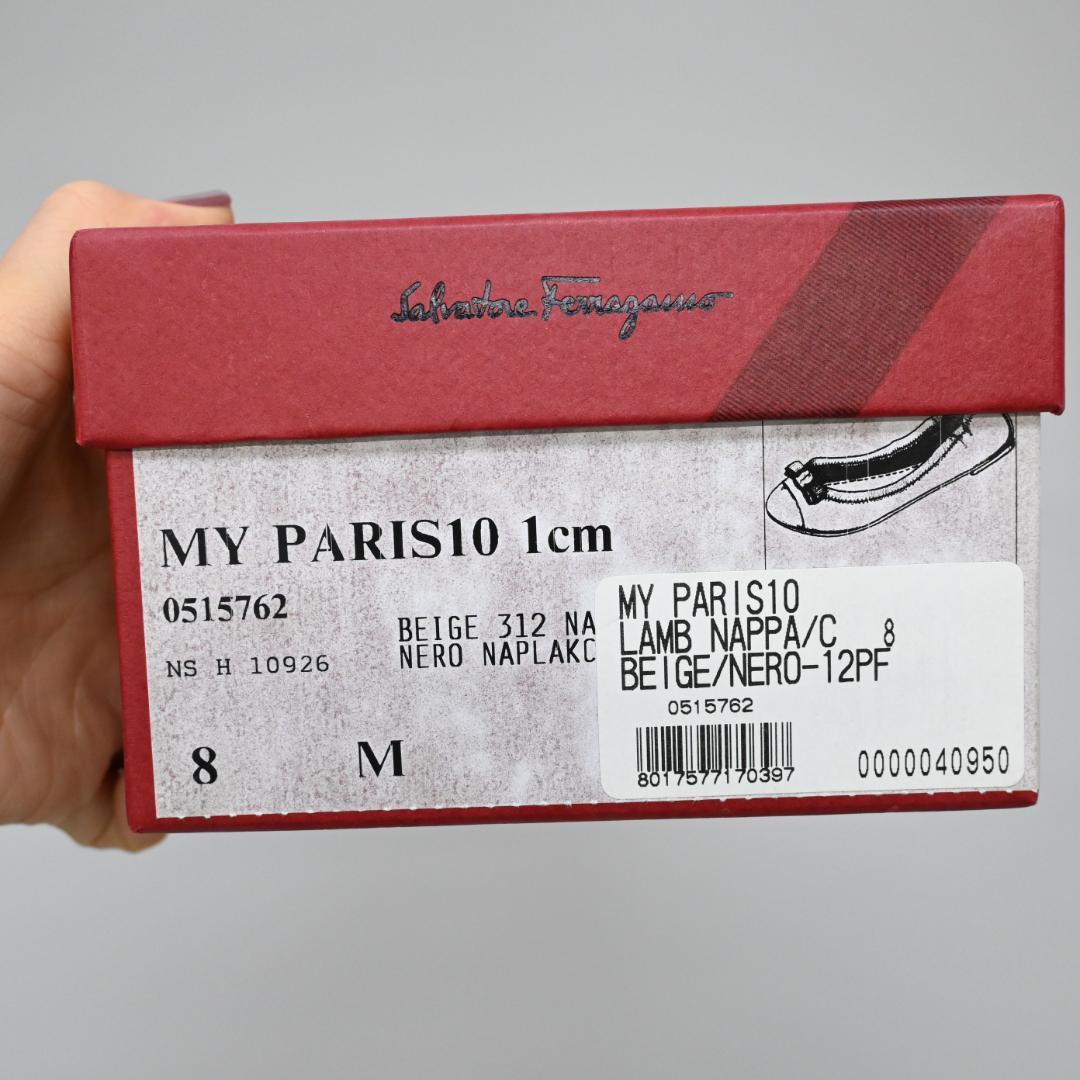 Salvatore Ferragamo
MY PARIS10 1cm
0515762
BEIGE 312 NA
NERO NAPLAKC
NS H 10926
8 M
MY PARIS10
LAMB NAPPA/C 8
BEIGE/NERO-12PF
0515762
8017577170397
0000040950